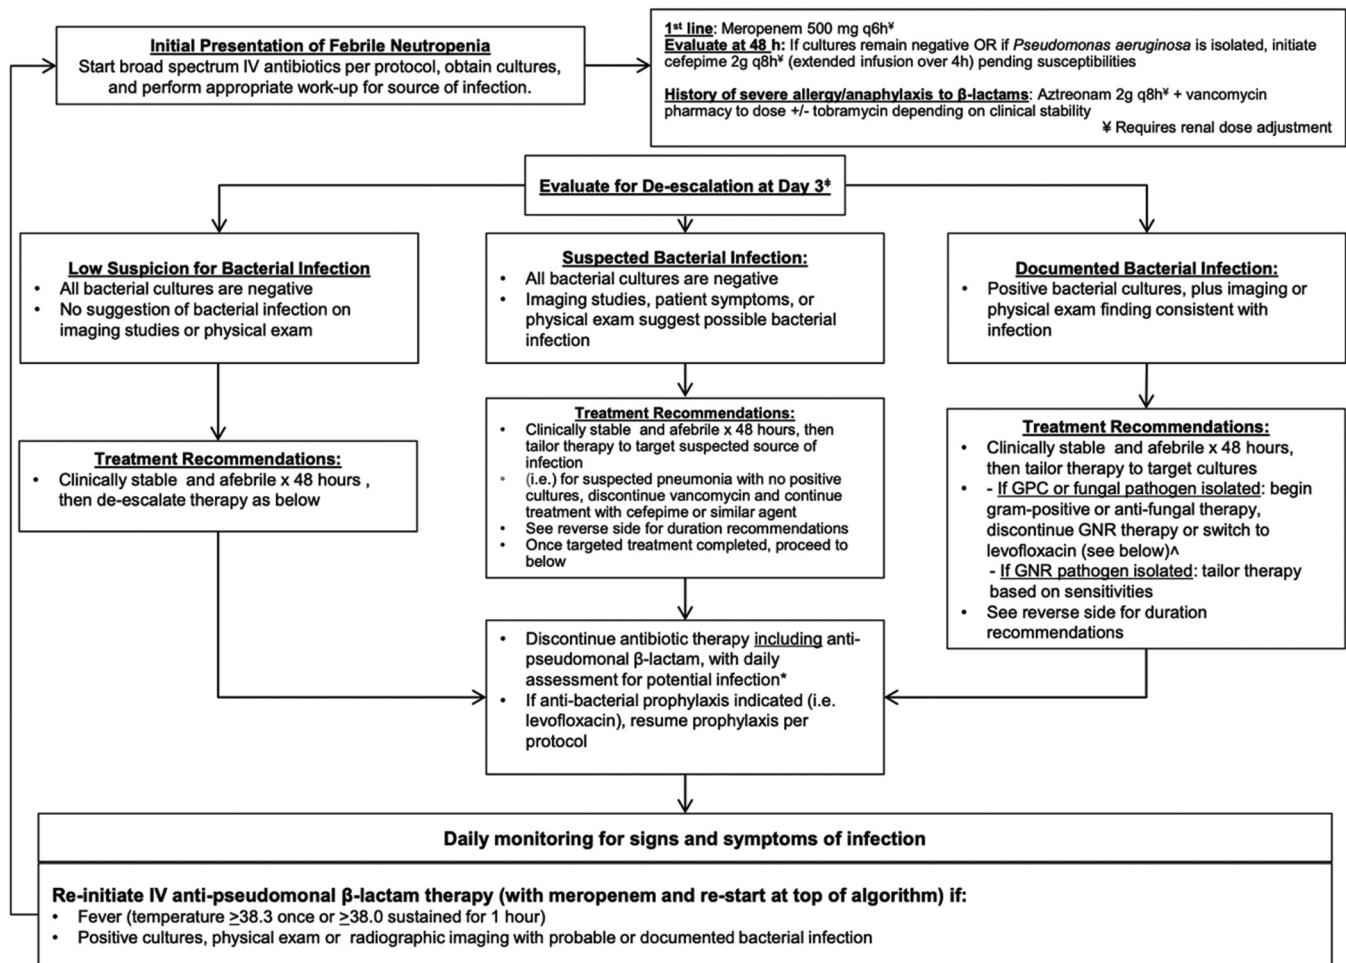 Initial Presentation of Febrile Neutropenia
Start broad spectrum IV antibiotics per protocol, obtain cultures,
and perform appropriate work-up for source of infection.
1st line: Meropenem 500 mg q6h¥
Evaluate at 48 h: If cultures remain negative OR if Pseudomonas aeruginosa is isolated, initiate
cefepime 2g q8h¥ (extended infusion over 4h) pending susceptibilities
History of severe allergy/anaphylaxis to β-lactams: Aztreonam 2g q8h¥ + vancomycin
pharmacy to dose +/- tobramycin depending on clinical stability
¥ Requires renal dose adjustment
Evaluate for De-escalation at Day 3‡
Low Suspicion for Bacterial Infection
• All bacterial cultures are negative
• No suggestion of bacterial infection on
imaging studies or physical exam
Suspected Bacterial Infection:
• All bacterial cultures are negative
• Imaging studies, patient symptoms, or
physical exam suggest possible bacterial
infection
Documented Bacterial Infection:
• Positive bacterial cultures, plus imaging or
physical exam finding consistent with
infection
Treatment Recommendations:
• Clinically stable and afebrile x 48 hours ,
then de-escalate therapy as below
Treatment Recommendations:
• Clinically stable and afebrile x 48 hours, then
tailor therapy to target suspected source of
infection
• (i.e.) for suspected pneumonia with no positive
cultures, discontinue vancomycin and continue
treatment with cefepime or similar agent
• See reverse side for duration recommendations
• Once targeted treatment completed, proceed to
below
Treatment Recommendations:
• Clinically stable and afebrile x 48 hours,
then tailor therapy to target cultures
• - If GPC or fungal pathogen isolated: begin
gram-positive or anti-fungal therapy,
discontinue GNR therapy or switch to
levofloxacin (see below)^
- If GNR pathogen isolated: tailor therapy
based on sensitivities
• See reverse side for duration
recommendations
• Discontinue antibiotic therapy including anti-
pseudomonal β-lactam, with daily
assessment for potential infection*
• If anti-bacterial prophylaxis indicated (i.e.
levofloxacin), resume prophylaxis per
protocol
Daily monitoring for signs and symptoms of infection
Re-initiate IV anti-pseudomonal β-lactam therapy (with meropenem and re-start at top of algorithm) if:
• Fever (temperature ≥38.3 once or ≥38.0 sustained for 1 hour)
• Positive cultures, physical exam or radiographic imaging with probable or documented bacterial infection